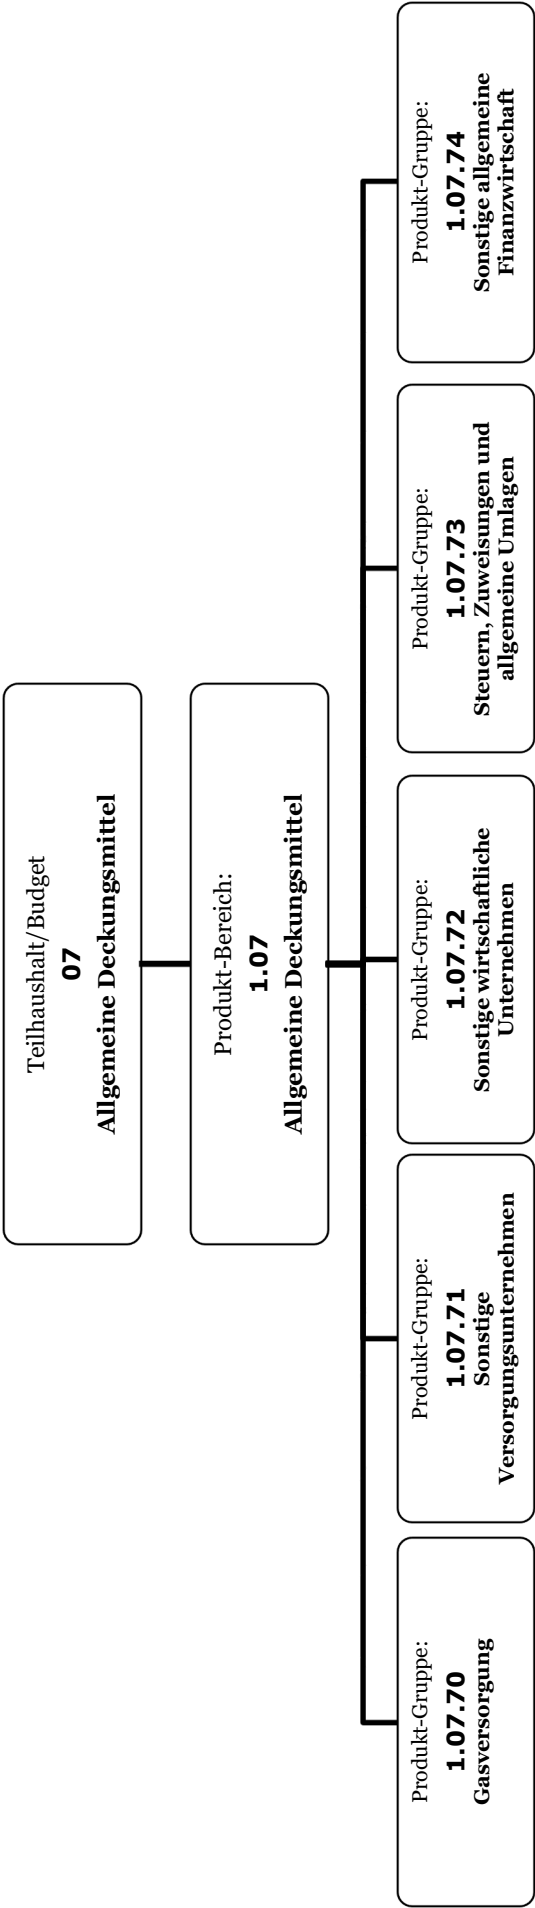 Teilhaushalt/Budget
07
Allgemeine Deckungsmittel
Produkt-Bereich:
1.07
Allgemeine Deckungsmittel
Produkt-Gruppe:
1.07.70
Gasversorgung
Produkt-Gruppe:
1.07.71
Sonstige
Versorgungsunternehmen
Produkt-Gruppe:
1.07.72
Sonstige wirtschaftliche
Unternehmen
Produkt-Gruppe:
1.07.73
Steuern, Zuweisungen und
allgemeine Umlagen
Produkt-Gruppe:
1.07.74
Sonstige allgemeine
Finanzwirtschaft